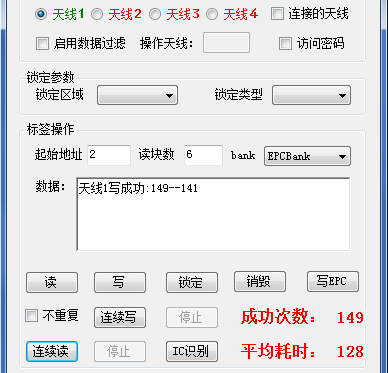 天线1 天线2 天线3 天线4 连接的天线
启用数据过滤 操作天线: 访问密码
锁定参数
锁定区域 锁定类型
标签操作
起始地址 2 读块数 6 bank EPCBank
数据: 天线1写成功:149--141
读 写 锁定 销毁 写EPC
不重复 连续写 停止 成功次数: 149
连续读 停止 IC识别 平均耗时: 128